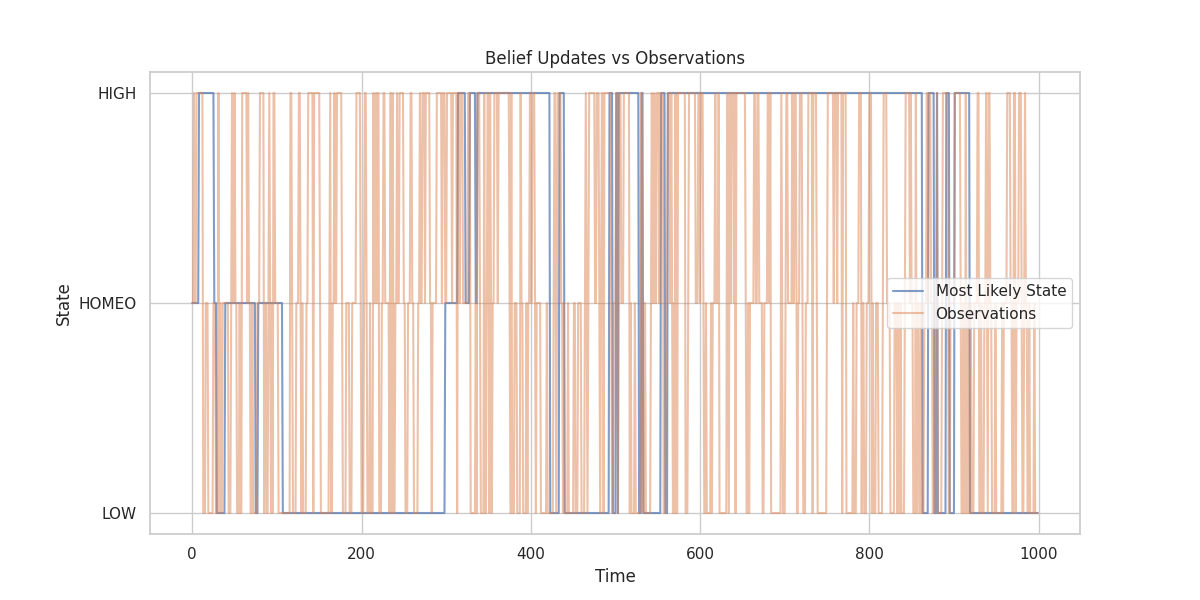 Belief Updates vs Observations
HIGH
HOMEO
LOW
State
Most Likely State
Observations
0
200
400
600
800
1000
Time